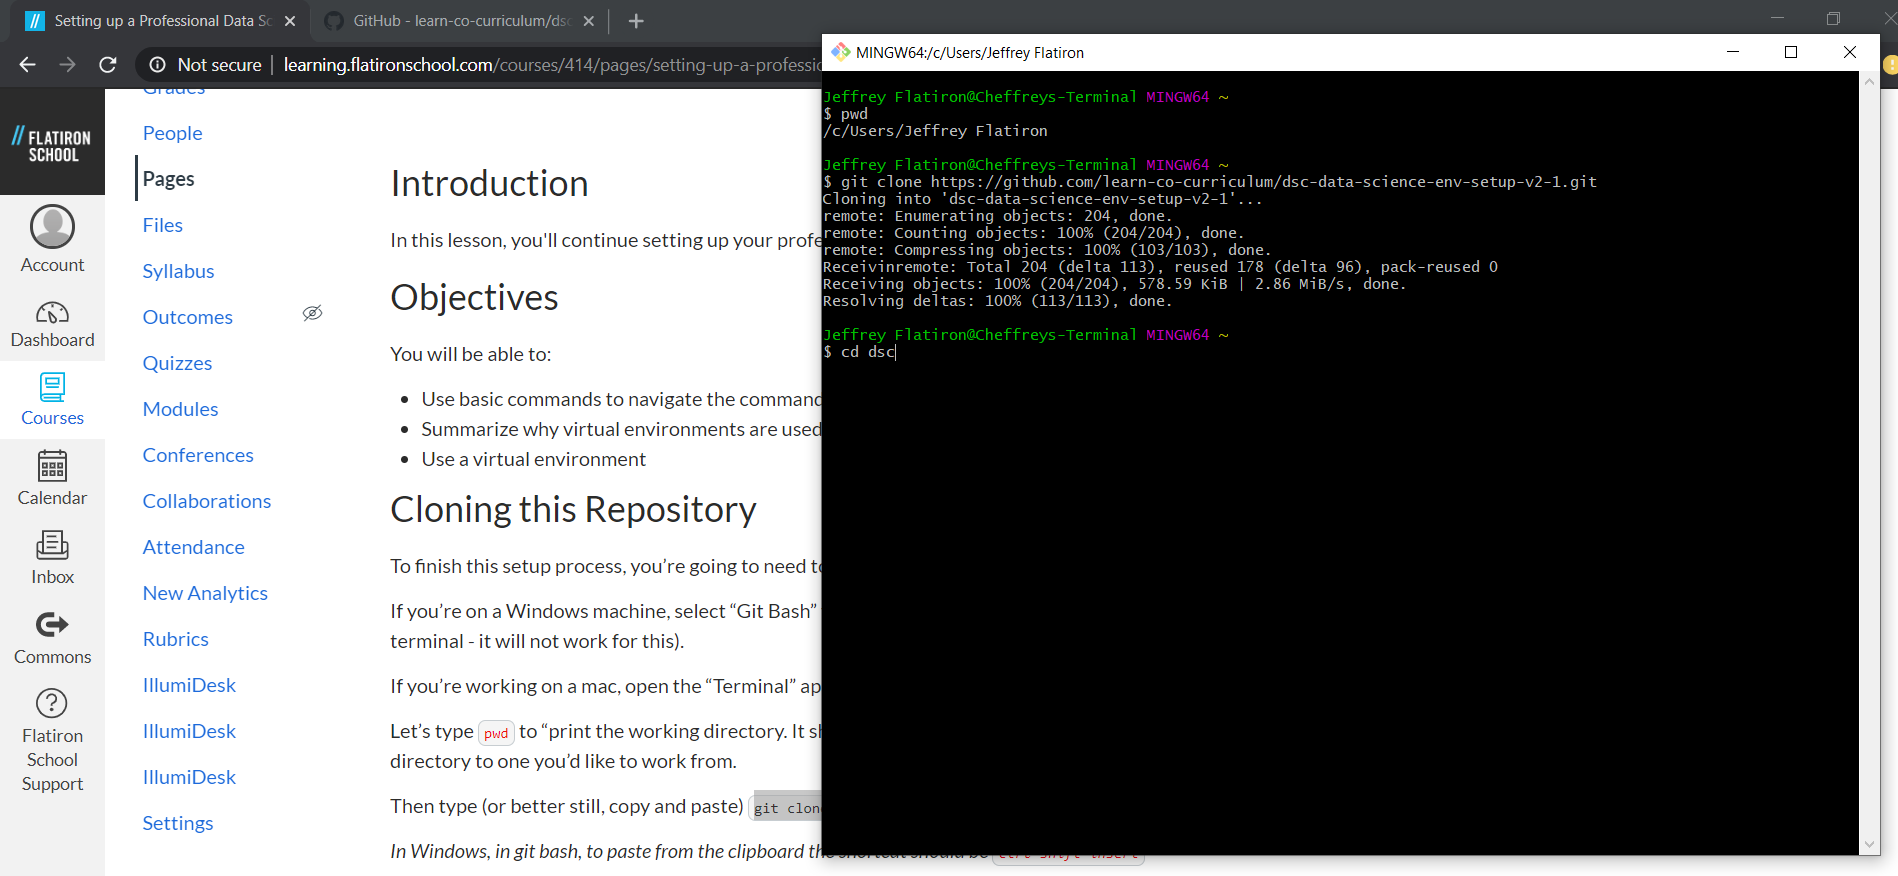 Setting up a Professional Data Sc
GitHub - learn-co-curriculum/dsc
Not secure | learning.flatironschool.com/courses/414/pages/setting-up-a-professio
FLATIRON
SCHOOL
Account
Dashboard
Courses
Calendar
Inbox
Commons
Flatiron
School
Support
Grades
People
Pages
Files
Syllabus
Outcomes
Quizzes
Modules
Conferences
Collaborations
Attendance
New Analytics
Rubrics
IllumiDesk
IllumiDesk
IllumiDesk
Settings
Introduction
In this lesson, you'll continue setting up your profe
Objectives
You will be able to:
• Use basic commands to navigate the command
• Summarize why virtual environments are used
• Use a virtual environment
Cloning this Repository
To finish this setup process, you’re going to need to
If you’re on a Windows machine, select “Git Bash”
terminal - it will not work for this).
If you’re working on a mac, open the “Terminal” ap
Let’s type pwd to “print the working directory. It sh
directory to one you’d like to work from.
Then type (or better still, copy and paste) git clon
In Windows, in git bash, to paste from the clipboard the shortcut should be ctrl shift insert
MINGW64:/c/Users/Jeffrey Flatiron
Jeffrey Flatiron@Cheffreys-Terminal MINGW64 ~
$ pwd
/c/Users/Jeffrey Flatiron
Jeffrey Flatiron@Cheffreys-Terminal MINGW64 ~
$ git clone https://github.com/learn-co-curriculum/dsc-data-science-env-setup-v2-1.git
Cloning into 'dsc-data-science-env-setup-v2-1'...
remote: Enumerating objects: 204, done.
remote: Counting objects: 100% (204/204), done.
remote: Compressing objects: 100% (103/103), done.
Receivinremote: Total 204 (delta 113), reused 178 (delta 96), pack-reused 0
Receiving objects: 100% (204/204), 578.59 KiB | 2.86 MiB/s, done.
Resolving deltas: 100% (113/113), done.
Jeffrey Flatiron@Cheffreys-Terminal MINGW64 ~
$ cd dsc